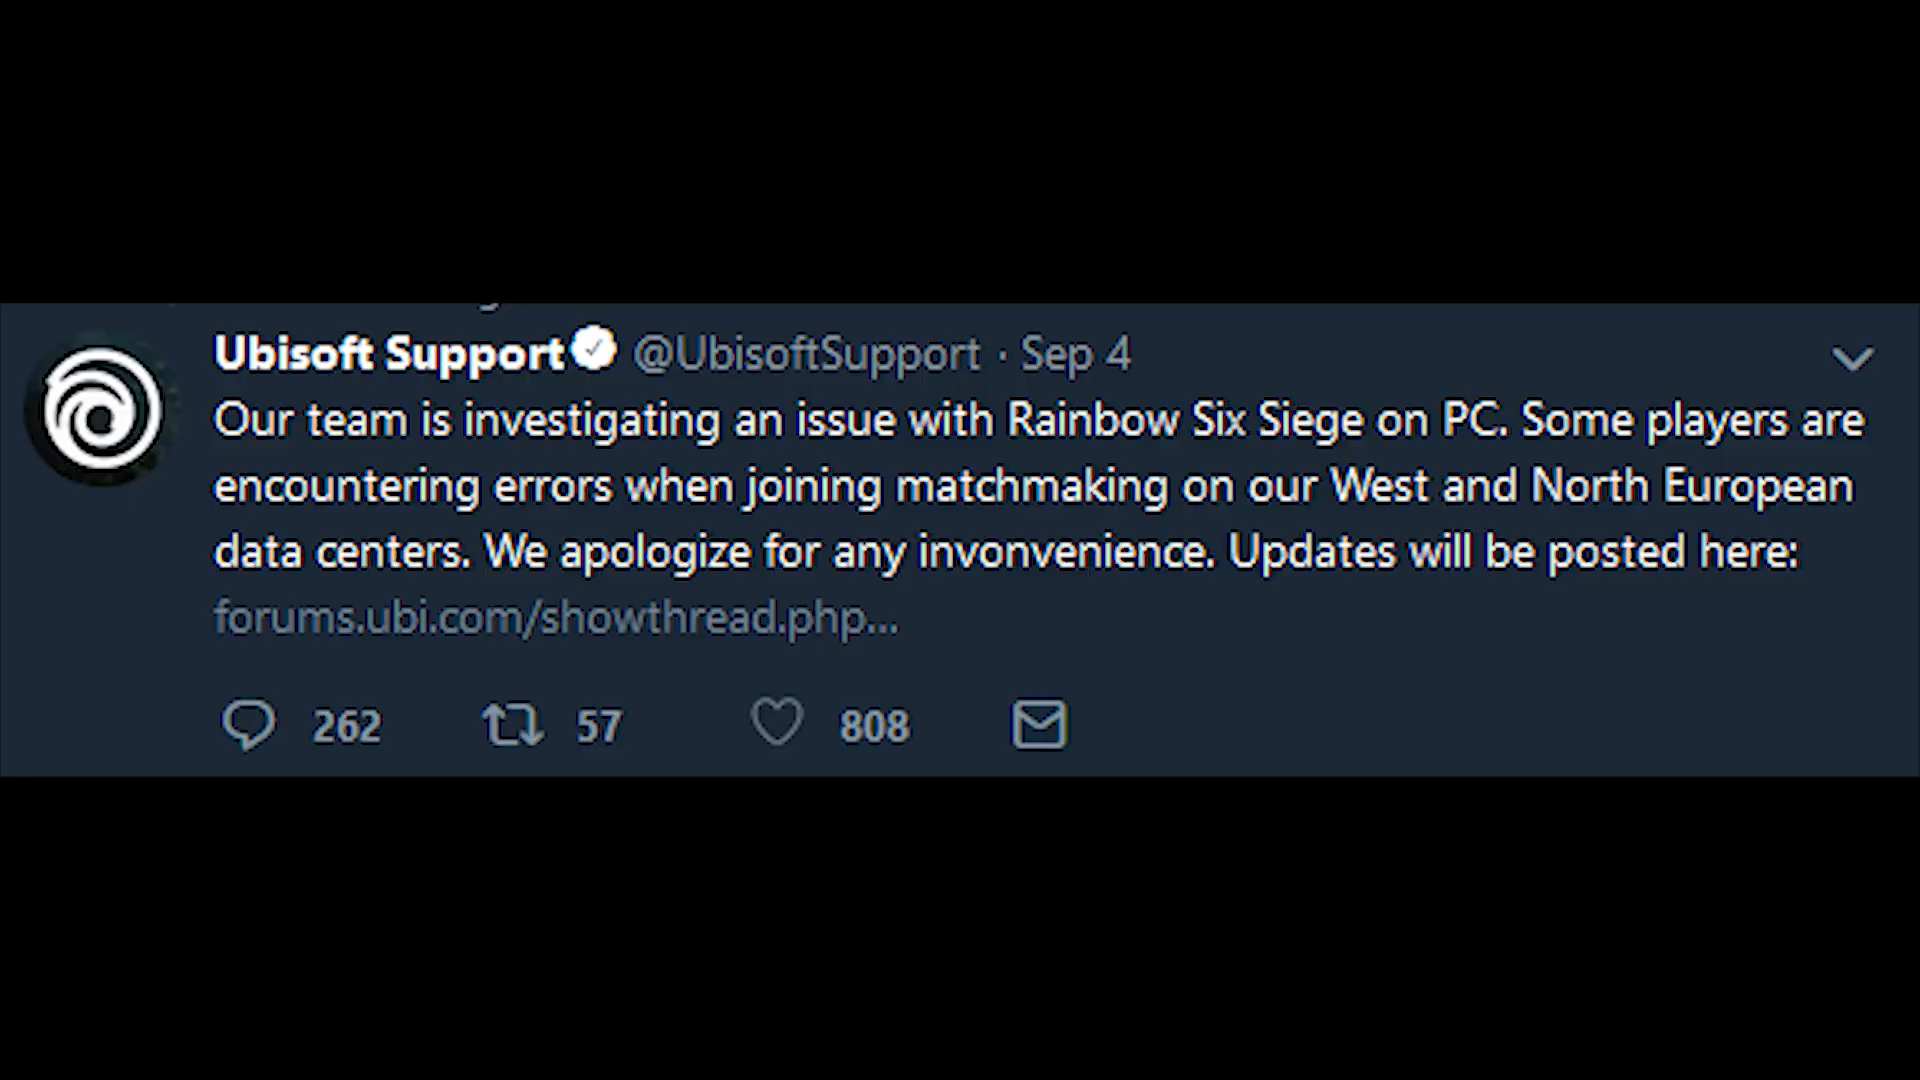 Ubisoft Support @UbisoftSupport · Sep 4
Our team is investigating an issue with Rainbow Six Siege on PC. Some players are
encountering errors when joining matchmaking on our West and North European
data centers. We apologize for any invonvenience. Updates will be posted here:
forums.ubi.com/showthread.php...
262 57 808